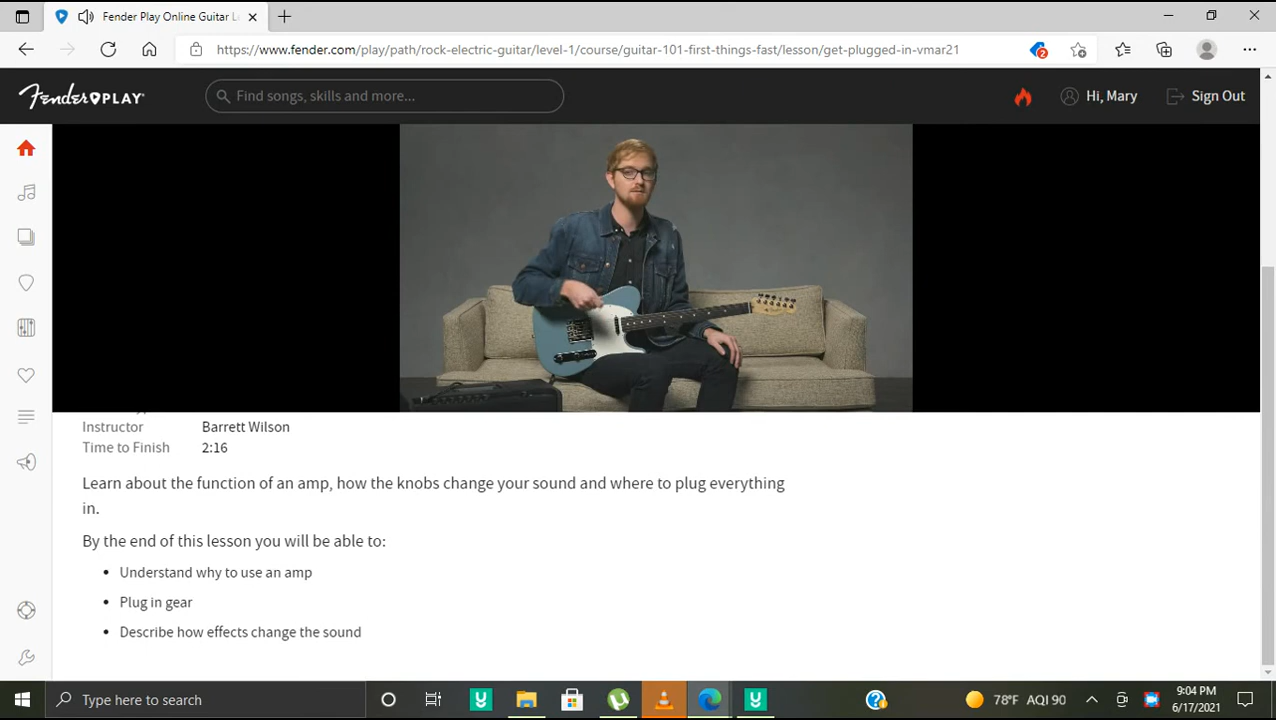 Fender Play Online Guitar Le
https://www.fender.com/play/path/rock-electric-guitar/level-1/course/guitar-101-first-things-fast/lesson/get-plugged-in-vmar21
2
Fender PLAY
Find songs, skills and more...
Hi, Mary
Sign Out
Instructor Barrett Wilson
Time to Finish 2:16
Learn about the function of an amp, how the knobs change your sound and where to plug everything
in.
By the end of this lesson you will be able to:
• Understand why to use an amp
• Plug in gear
• Describe how effects change the sound
Type here to search
78°F AQI 90
9:04 PM
6/17/2021